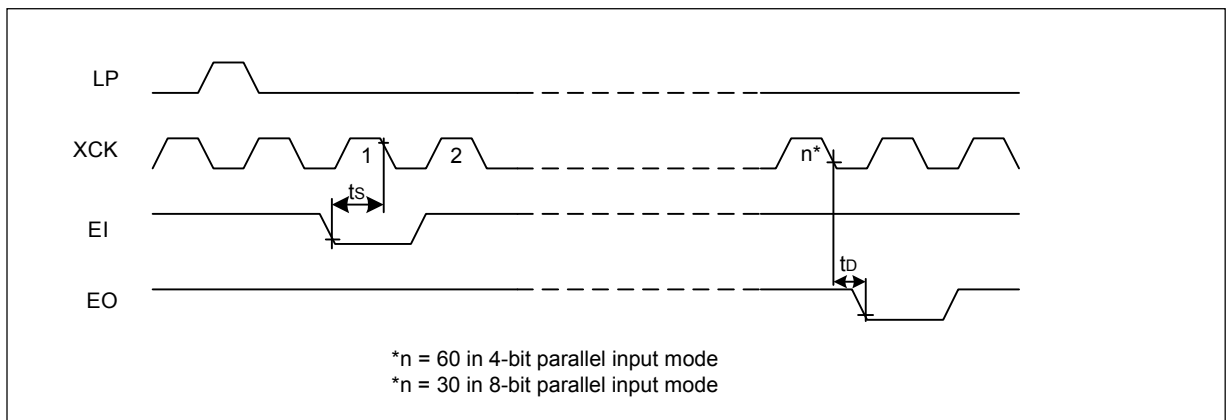 LP
XCK
1
2
n*
tS
EI
tD
EO
*n = 60 in 4-bit parallel input mode
*n = 30 in 8-bit parallel input mode